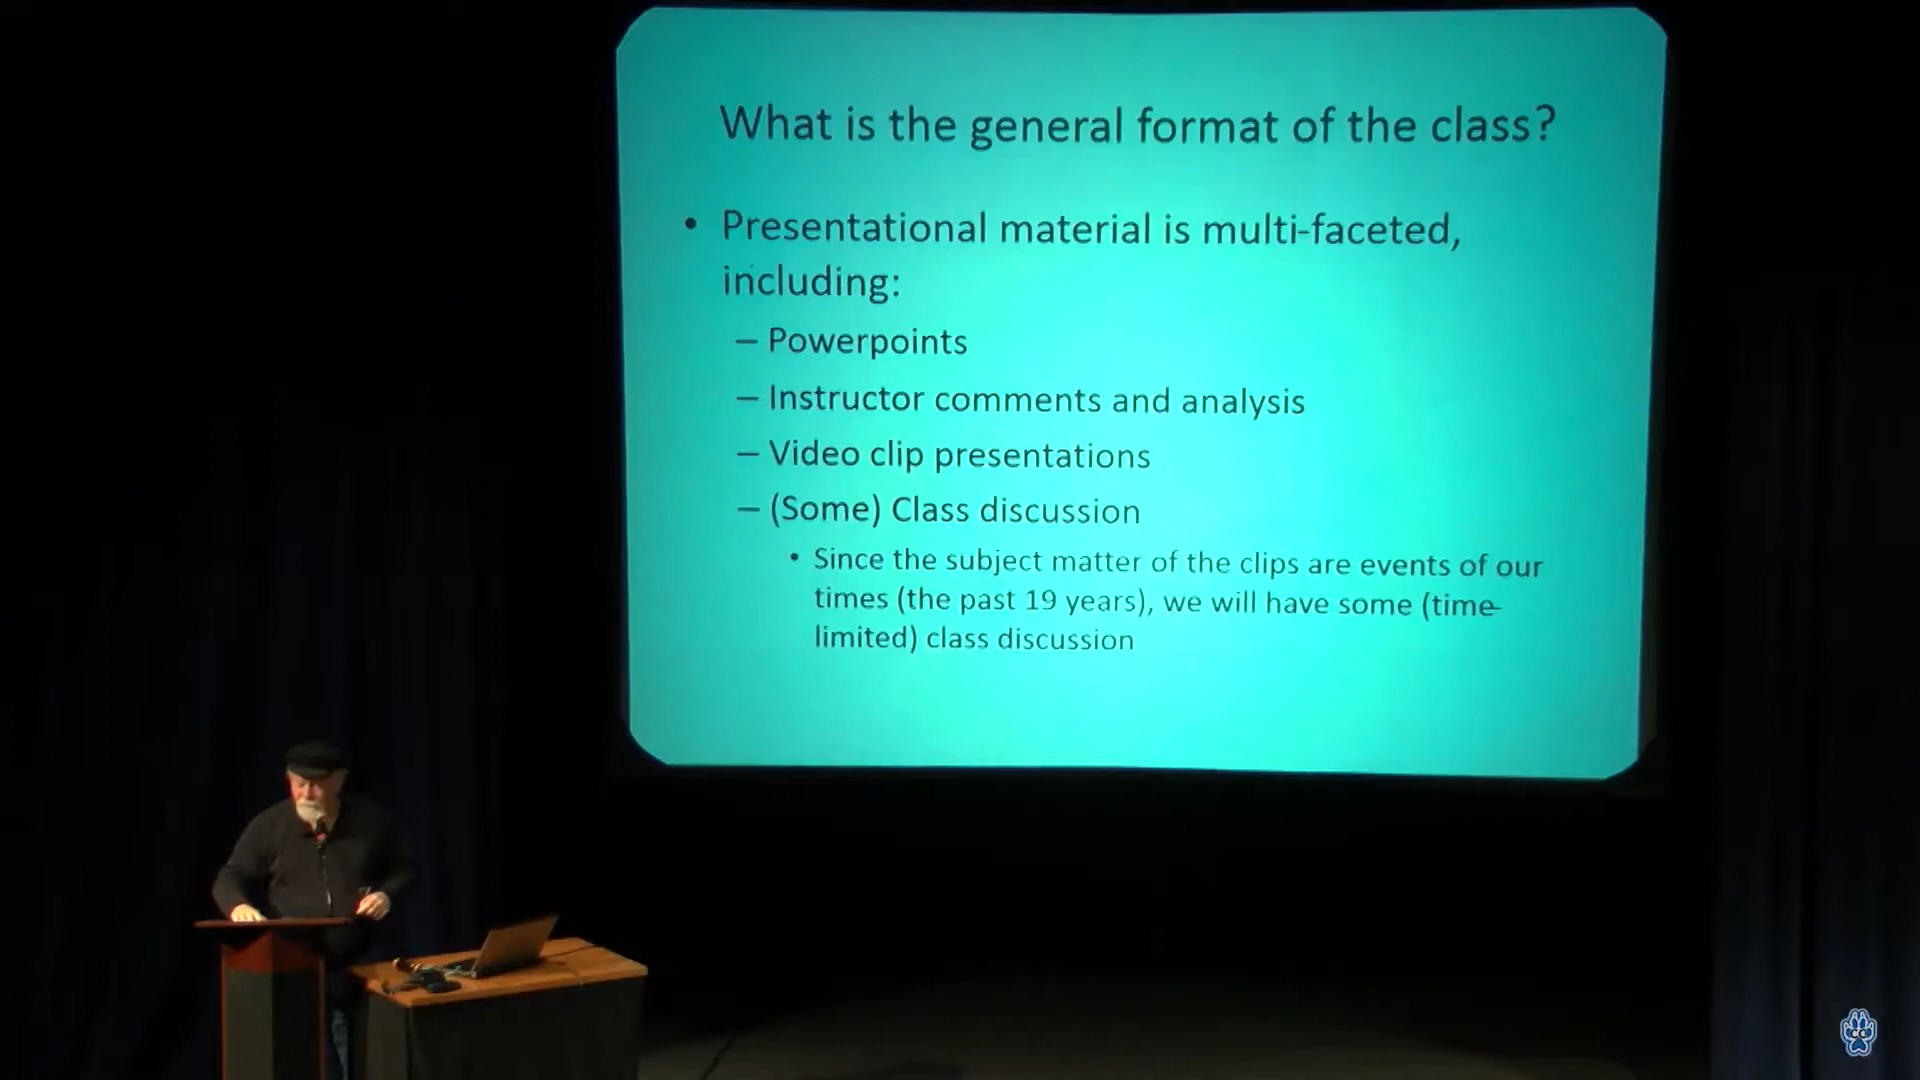 What is the general format of the class?
• Presentational material is multi-faceted,
including:
– Powerpoints
– Instructor comments and analysis
– Video clip presentations
– (Some) Class discussion
• Since the subject matter of the clips are events of our
times (the past 19 years), we will have some (time-
limited) class discussion